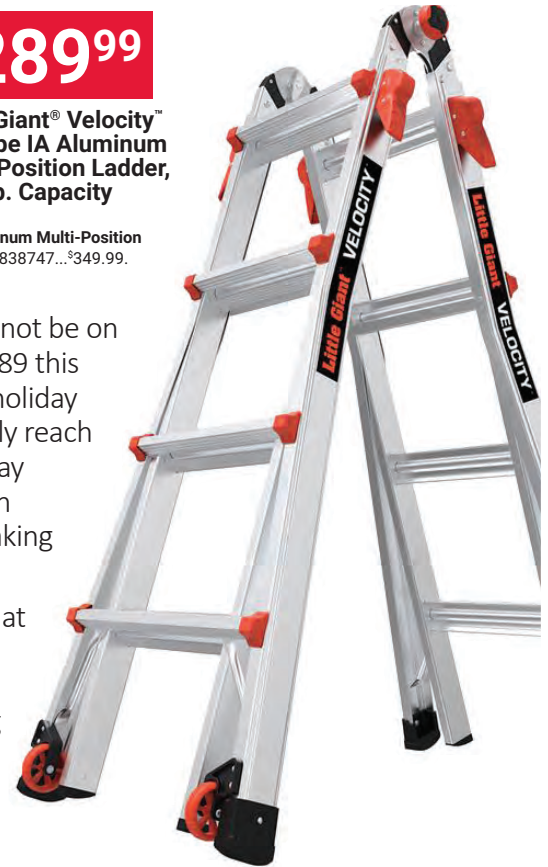 289⁹⁹
Giant® Velocity™
pe IA Aluminum
Position Ladder,
b. Capacity
num Multi-Position
838747...$349.99.
not be on
89 this
holiday
ly reach
ay
n
king
at
Little Giant VELOCITY
Little Giant VELOCITY